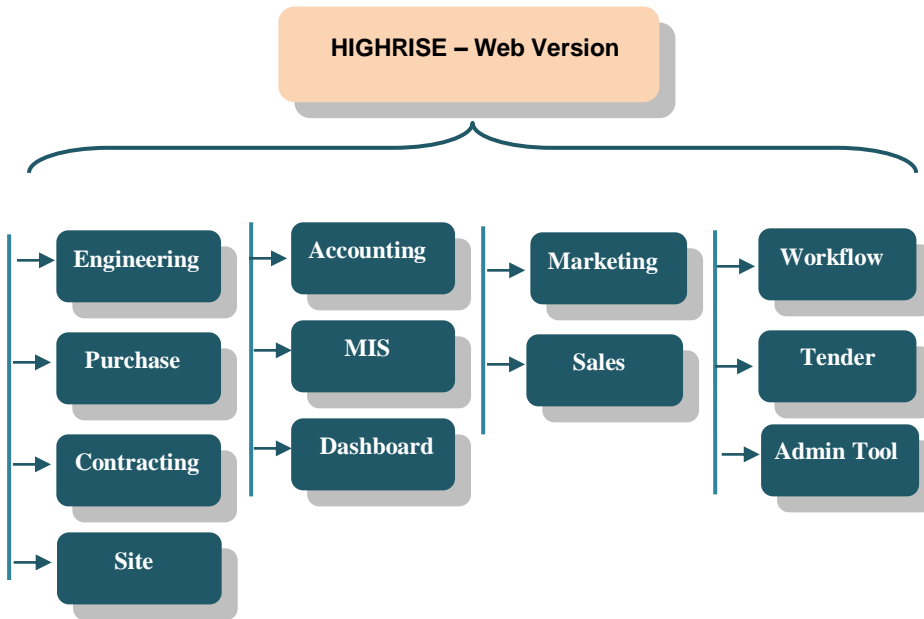 HIGHRISE – Web Version
Engineering
Purchase
Contracting
Site
Accounting
MIS
Dashboard
Marketing
Sales
Workflow
Tender
Admin Tool